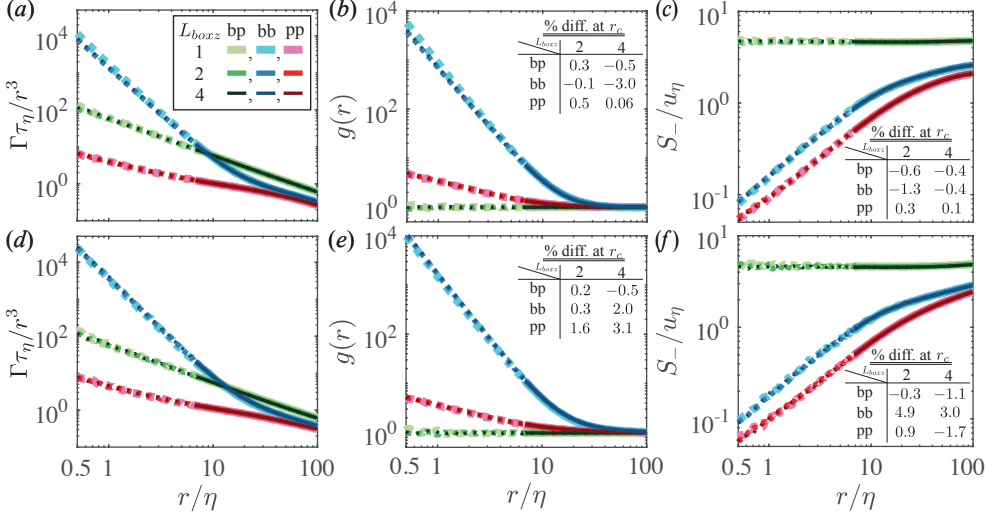 (a)
L_boxz bp bb pp
1 , ,
2 , ,
4 , ,
Γτ_η/r^3
10^4
10^2
10^0
(b)
% diff. at r_c
L_boxz 2 4
bp 0.3 −0.5
bb −0.1 −3.0
pp 0.5 0.06
g(r)
10^4
10^2
10^0
(c)
S_−/u_η
10^1
10^0
10^-1
% diff. at r_c
L_boxz 2 4
bp −0.6 −0.4
bb −1.3 −0.4
pp 0.3 0.1
(d)
Γτ_η/r^3
10^4
10^2
10^0
0.5 1 10 100
r/η
(e)
% diff. at r_c
L_boxz 2 4
bp 0.2 −0.5
bb 0.3 2.0
pp 1.6 3.1
g(r)
10^4
10^2
10^0
0.5 1 10 100
r/η
(f)
S_−/u_η
10^1
10^0
10^-1
% diff. at r_c
L_boxz 2 4
bp −0.3 −1.1
bb 4.9 3.0
pp 0.9 −1.7
0.5 1 10 100
r/η